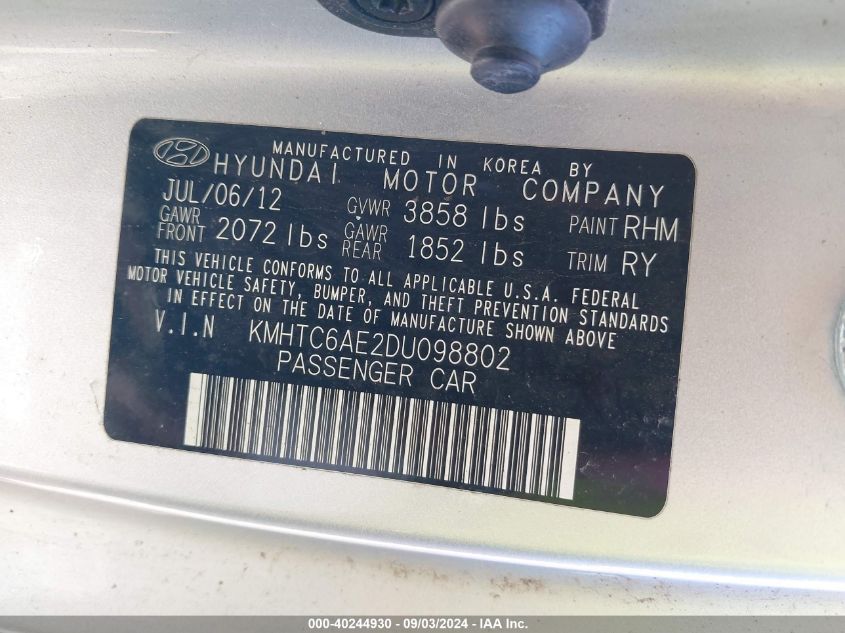 MANUFACTURED IN KOREA BY
HYUNDAI MOTOR COMPANY
JUL/06/12 GVWR 3858 lbs PAINT RHM
GAWR FRONT 2072 lbs GAWR REAR 1852 lbs TRIM RY
THIS VEHICLE CONFORMS TO ALL APPLICABLE U.S.A. FEDERAL
MOTOR VEHICLE SAFETY, BUMPER, AND THEFT PREVENTION STANDARDS
IN EFFECT ON THE DATE OF MANUFACTURE SHOWN ABOVE
V.I.N KMHTC6AE2DU098802
PASSENGER CAR
000-40244930 - 09/03/2024 - IAA Inc.